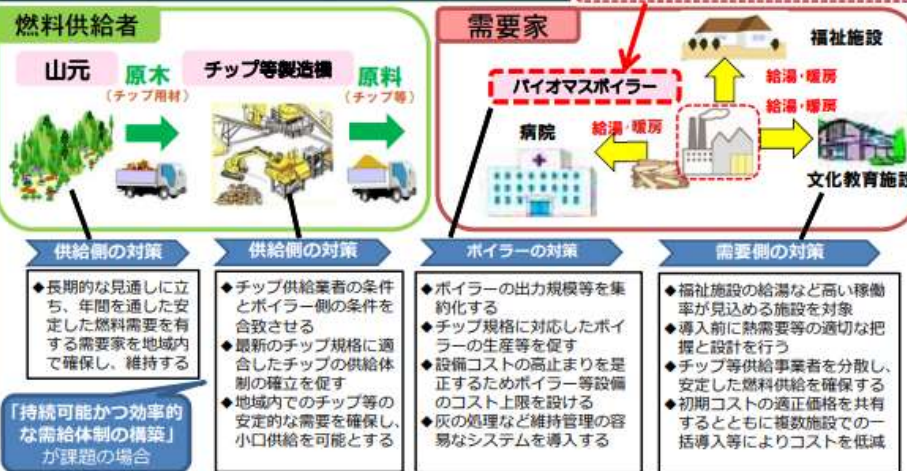 燃料供給者
山元
原木
（チップ用材）
チップ等製造機
原料
（チップ等）
需要家
バイオマスボイラー
福祉施設
給湯・暖房
給湯・暖房
病院
給湯・暖房
文化教育施設
供給側の対策
◆長期的な見通しに立
ち、年間を通した安
定した燃料需要を有
する需要家を地域内
で確保し、維持する
「持続可能かつ効率的
な需給体制の構築」
が課題の場合
供給側の対策
◆チップ供給業者の条件
とボイラー側の条件を
合致させる
◆最新のチップ規格に適
合したチップの供給体
制の確立を促す
◆地域内でのチップ等の
安定的な需要を確保し、
小口供給を可能とする
ボイラーの対策
◆ボイラーの出力規模等を集
約化する
◆チップ規格に対応したボイ
ラーの生産等を促す
◆設備コストの高止まりを是
正するためボイラー等設備
のコスト上限を設ける
◆灰の処理など維持管理の容
易なシステムを導入する
需要側の対策
◆福祉施設の給湯など高い稼働
率が見込める施設を対象
◆導入前に熱需要等の適切な把
握と設計を行う
◆チップ等供給事業者を分散し、
安定した燃料供給を確保する
◆初期コストの適正価格を共有
するとともに複数施設での一
括導入等によりコストを低減